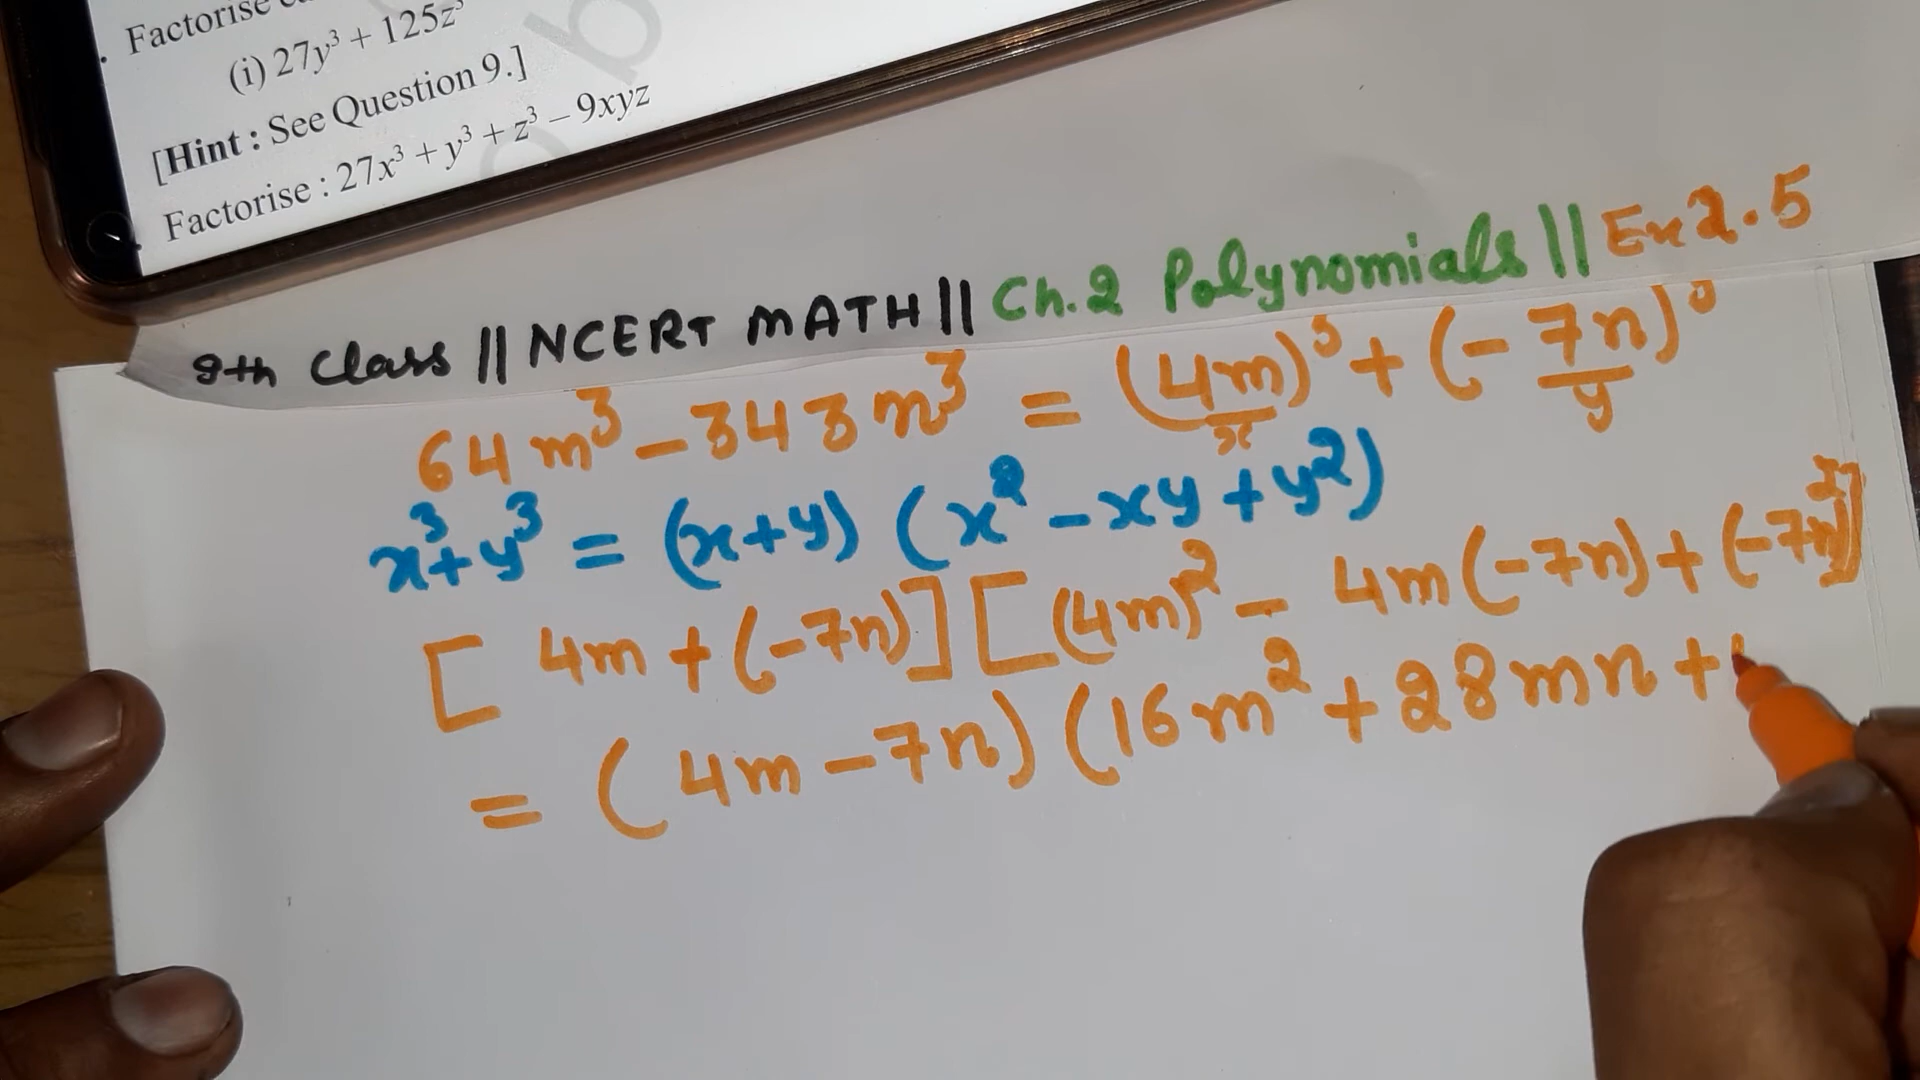 Factorise
(i) 27y³ + 125z³
[Hint : See Question 9.]
Factorise : 27x³ + y³ + z³ – 9xyz
9th Class || NCERT MATH || Ch.2 Polynomials || Ex 2.5
64m³ – 343n³ = (4m)³ + (-7n)³
x y
x³+y³ = (x+y) (x² – xy + y²)
[4m + (-7n)] [(4m)² – 4m(-7n) + (-7n)²]
= (4m – 7n) (16m² + 28mn +